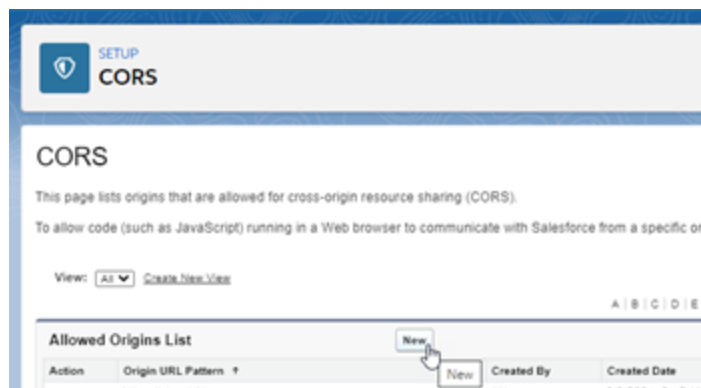 SETUP
CORS
CORS
This page lists origins that are allowed for cross-origin resource sharing (CORS).
To allow code (such as JavaScript) running in a Web browser to communicate with Salesforce from a specific
View: All Create New View
A | B | C | D | E
Allowed Origins List New
New
Action Origin URL Pattern ↑ Created By Created Date